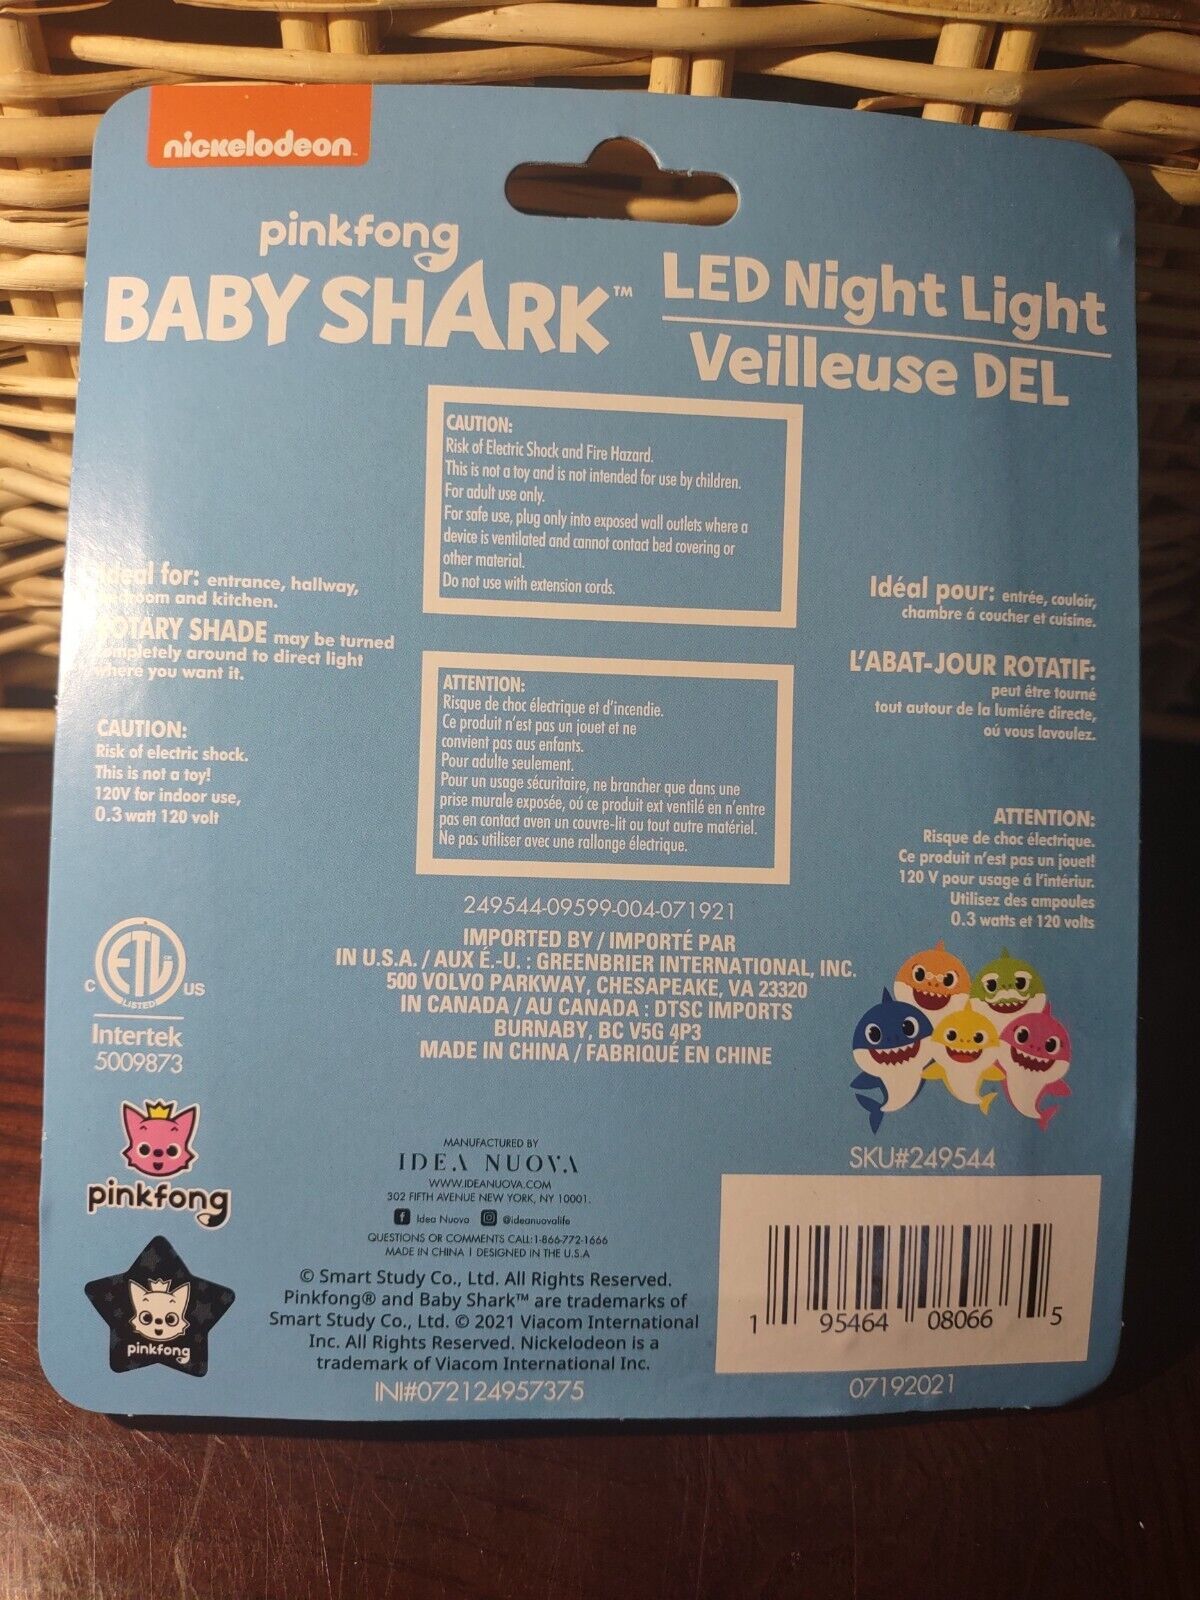 nickelodeon
pinkfong
BABY SHARK™
LED Night Light
Veilleuse DEL
CAUTION:
Risk of Electric Shock and Fire Hazard.
This is not a toy and is not intended for use by children.
For adult use only.
For safe use, plug only into exposed wall outlets where a
device is ventilated and cannot contact bed covering or
other material.
Do not use with extension cords.
Ideal for: entrance, hallway,
bedroom and kitchen.
ROTARY SHADE may be turned
completely around to direct light
where you want it.
CAUTION:
Risk of electric shock.
This is not a toy!
120V for indoor use,
0.3 watt 120 volt
ATTENTION:
Risque de choc électrique et d'incendie.
Ce produit n'est pas un jouet et ne
convient pas aus enfants.
Pour adulte seulement.
Pour un usage sécuritaire, ne brancher que dans une
prise murale exposée, oú ce produit ext ventilé en n'entre
pas en contact aven un couvre-lit ou tout autre matériel.
Ne pas utiliser avec une rallonge électrique.
Idéal pour: entrée, couloir,
chambre á coucher et cuisine.
L'ABAT-JOUR ROTATIF:
peut être tourné
tout autour de la lumiére directe,
oú vous lavoulez.
ATTENTION:
Risque de choc électrique.
Ce produit n'est pas un jouet!
120 V pour usage á l'intériur.
Utilisez des ampoules
0.3 watts et 120 volts
249544-09599-004-071921
IMPORTED BY / IMPORTÉ PAR
IN U.S.A. / AUX É.-U. : GREENBRIER INTERNATIONAL, INC.
500 VOLVO PARKWAY, CHESAPEAKE, VA 23320
IN CANADA / AU CANADA : DTSC IMPORTS
BURNABY, BC V5G 4P3
MADE IN CHINA / FABRIQUÉ EN CHINE
ETL
C US
LISTED
Intertek
5009873
pinkfong
pinkfong
MANUFACTURED BY
IDEA NUOVA
WWW.IDEANUOVA.COM
302 FIFTH AVENUE NEW YORK, NY 10001.
Idea Nuova @ideanuovalife
QUESTIONS OR COMMENTS CALL:1-866-772-1666
MADE IN CHINA | DESIGNED IN THE U.S.A
© Smart Study Co., Ltd. All Rights Reserved.
Pinkfong® and Baby Shark™ are trademarks of
Smart Study Co., Ltd. © 2021 Viacom International
Inc. All Rights Reserved. Nickelodeon is a
trademark of Viacom International Inc.
INI#072124957375
SKU#249544
1 95464 08066 5
07192021